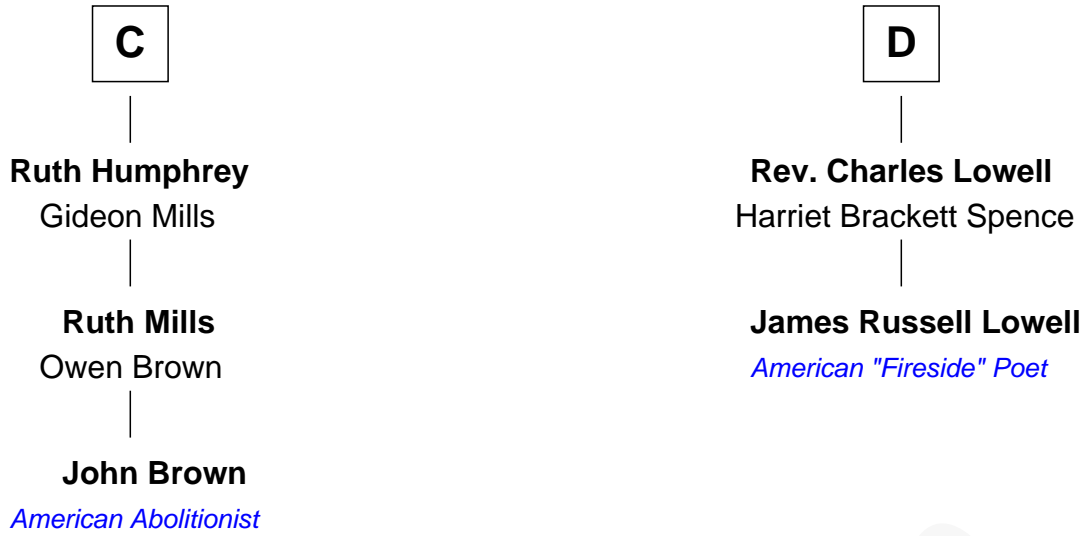 C
Ruth Humphrey
Gideon Mills
Ruth Mills
Owen Brown
John Brown
American Abolitionist
D
Rev. Charles Lowell
Harriet Brackett Spence
James Russell Lowell
American "Fireside" Poet